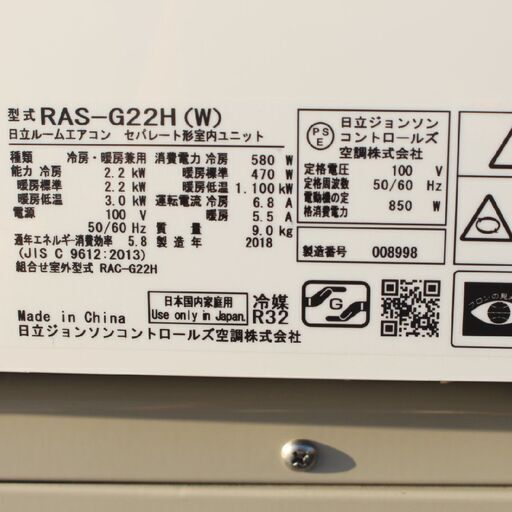 型式 RAS-G22H(W)
日立ルームエアコン セパレート形室内ユニット
種類 冷房・暖房兼用 消費電力 冷房 580 W
能力 冷房 2.2 kW 暖房標準 470 W
暖房標準 2.2 kW 暖房低温 1.100 kW
暖房低温 3.0 kW 運転電流 冷房 6.8 A
電源 100 V 暖房 5.5 A
50/60 Hz 質量 9.0 kg
通年エネルギー消費効率 5.8 製造年 2018
(JIS C 9612:2013)
組合せ室外型式 RAC-G22H
PSE
日立ジョンソン
コントロールズ
空調株式会社
定格電圧 100 V
定格周波数 50/60 Hz
電動機の定格消費電力 850 W
製造番号 008998
日本国内家庭用
Use only in Japan.
冷媒
R32
G
Made in China
日立ジョンソンコントロールズ空調株式会社
フロンの見